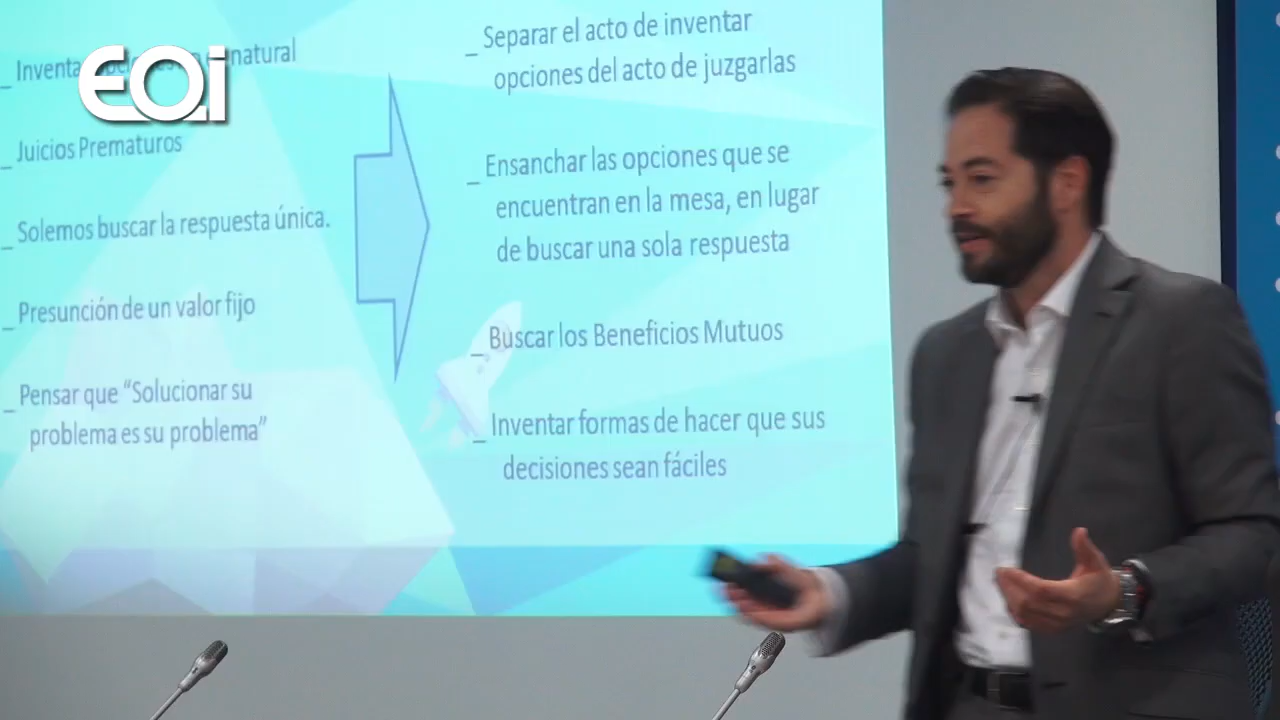 EOi
_ Inventa natural
_ Juicios Prematuros
_ Solemos buscar la respuesta única.
_ Presunción de un valor fijo
_ Pensar que “Solucionar su
problema es su problema”
_ Separar el acto de inventar
opciones del acto de juzgarlas
_ Ensanchar las opciones que se
encuentran en la mesa, en lugar
de buscar una sola respuesta
_ Buscar los Beneficios Mutuos
_ Inventar formas de hacer que sus
decisiones sean fáciles